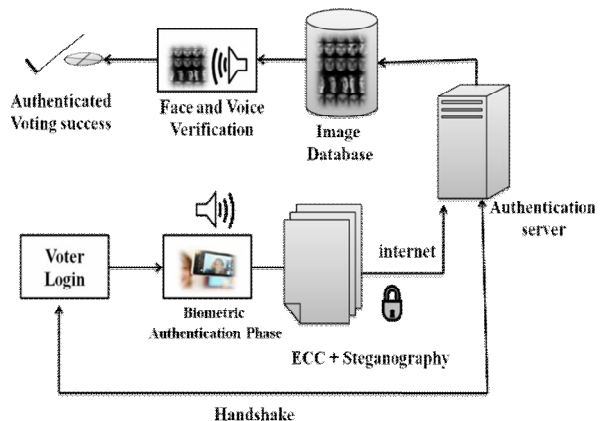 Authenticated
Voting success
Face and Voice
Verification
Image
Database
Authentication
server
Voter
Login
Biometric
Authentication Phase
internet
ECC + Steganography
Handshake